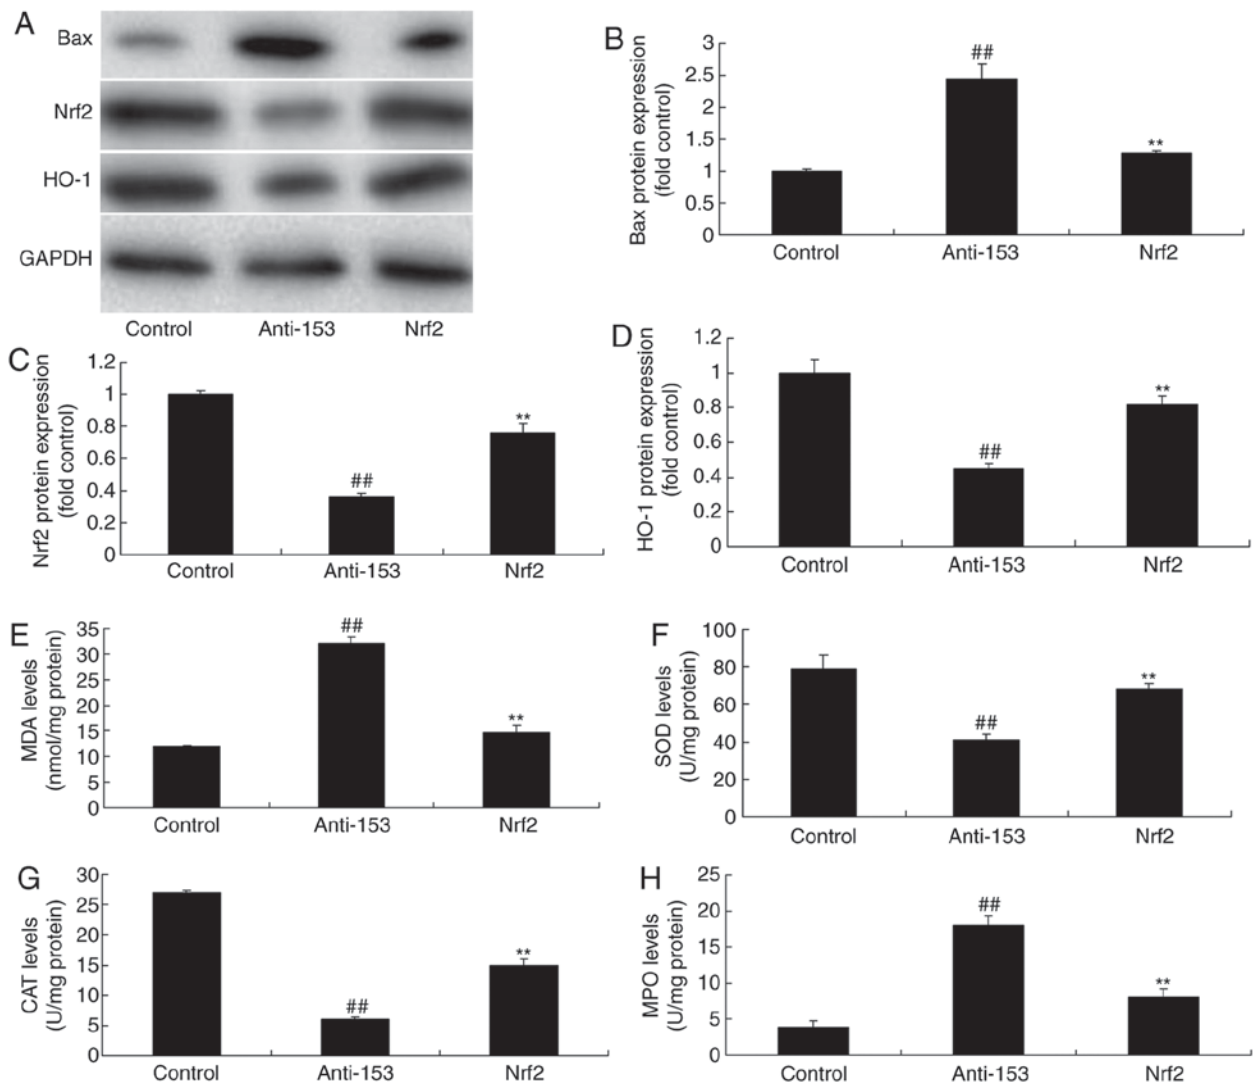 A
Bax
Nrf2
HO-1
GAPDH
Control Anti-153 Nrf2
B
Bax protein expression
(fold control)
3
2.5
2
1.5
1
0.5
0
##
**
Control Anti-153 Nrf2
C
Nrf2 protein expression
(fold control)
1.2
1
0.8
0.6
0.4
0.2
0
##
**
Control Anti-153 Nrf2
D
HO-1 protein expression
(fold control)
1.2
1
0.8
0.6
0.4
0.2
0
##
**
Control Anti-153 Nrf2
E
MDA levels
(nmol/mg protein)
35
30
25
20
15
10
5
0
##
**
Control Anti-153 Nrf2
F
SOD levels
(U/mg protein)
100
80
60
40
20
0
##
**
Control Anti-153 Nrf2
G
CAT levels
(U/mg protein)
30
25
20
15
10
5
0
##
**
Control Anti-153 Nrf2
H
MPO levels
(U/mg protein)
25
20
15
10
5
0
##
**
Control Anti-153 Nrf2